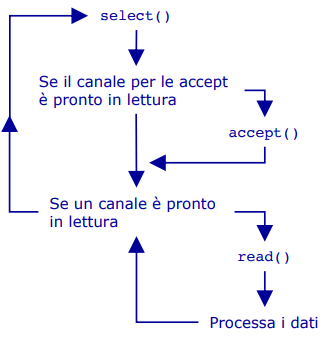 select()
Se il canale per le accept
è pronto in lettura
accept()
Se un canale è pronto
in lettura
read()
Processa i dati